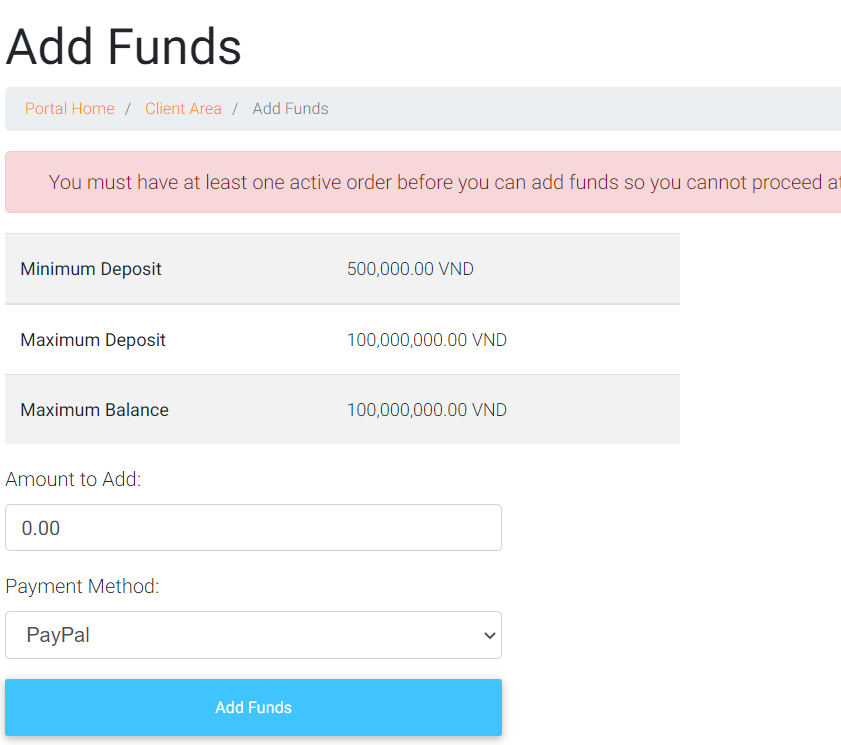 Add Funds
Portal Home / Client Area / Add Funds
You must have at least one active order before you can add funds so you cannot proceed at
Minimum Deposit 500,000.00 VND
Maximum Deposit 100,000,000.00 VND
Maximum Balance 100,000,000.00 VND
Amount to Add:
0.00
Payment Method:
PayPal
Add Funds